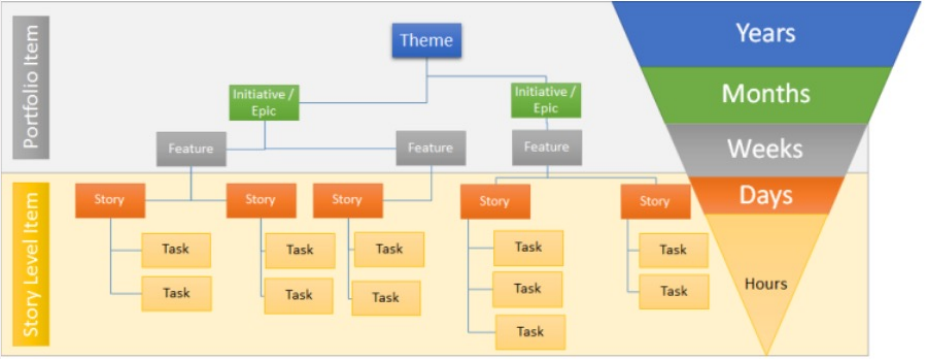 Portfolio Item
Theme
Years
Initiative /
Epic
Initiative /
Epic
Months
Feature
Feature
Feature
Weeks
Story Level Item
Story
Story
Story
Story
Story
Days
Task
Task
Task
Task
Task
Task
Task
Task
Task
Task
Hours
Task